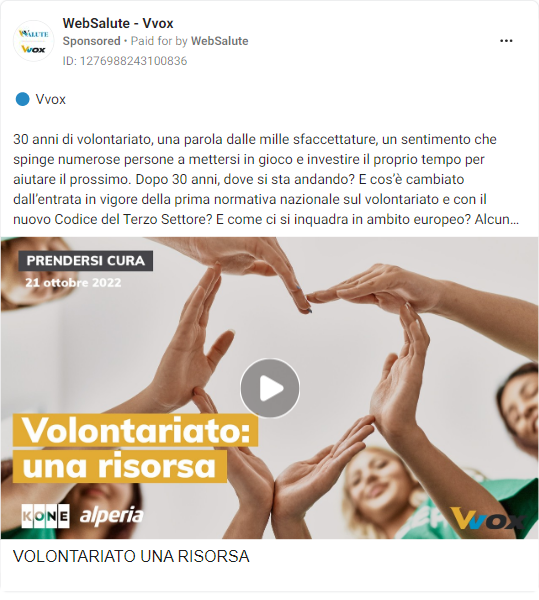 WebSalute - Vvox
Sponsored • Paid for by WebSalute
ID: 1276988243100836
SALUTE
VVOX
Vvox
30 anni di volontariato, una parola dalle mille sfaccettature, un sentimento che
spinge numerose persone a mettersi in gioco e investire il proprio tempo per
aiutare il prossimo. Dopo 30 anni, dove si sta andando? E cos’è cambiato
dall’entrata in vigore della prima normativa nazionale sul volontariato e con il
nuovo Codice del Terzo Settore? E come ci si inquadra in ambito europeo? Alcun...
PRENDERSI CURA
21 ottobre 2022
Volontariato:
una risorsa
KONE alperia
VVOX
VOLONTARIATO UNA RISORSA